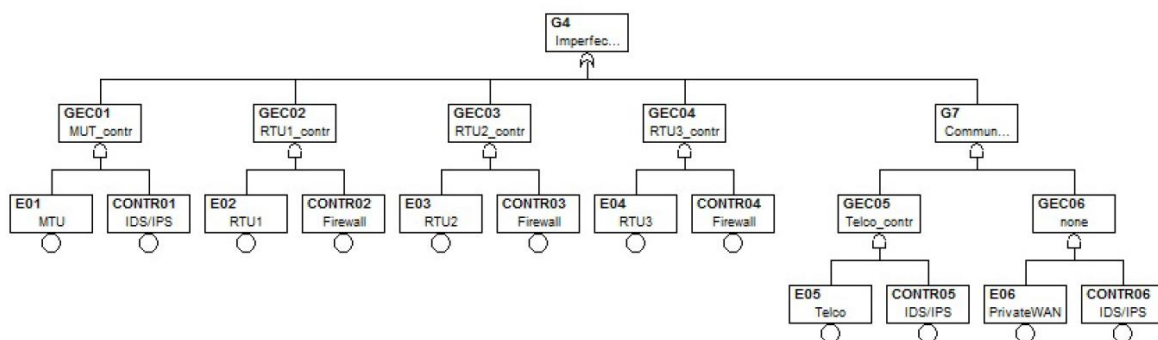 G4
Imperfec...
GEC01
MUT_contr
GEC02
RTU1_contr
GEC03
RTU2_contr
GEC04
RTU3_contr
G7
Commun...
E01
MTU
CONTR01
IDS/IPS
E02
RTU1
CONTR02
Firewall
E03
RTU2
CONTR03
Firewall
E04
RTU3
CONTR04
Firewall
GEC05
Telco_contr
GEC06
none
E05
Telco
CONTR05
IDS/IPS
E06
PrivateWAN
CONTR06
IDS/IPS